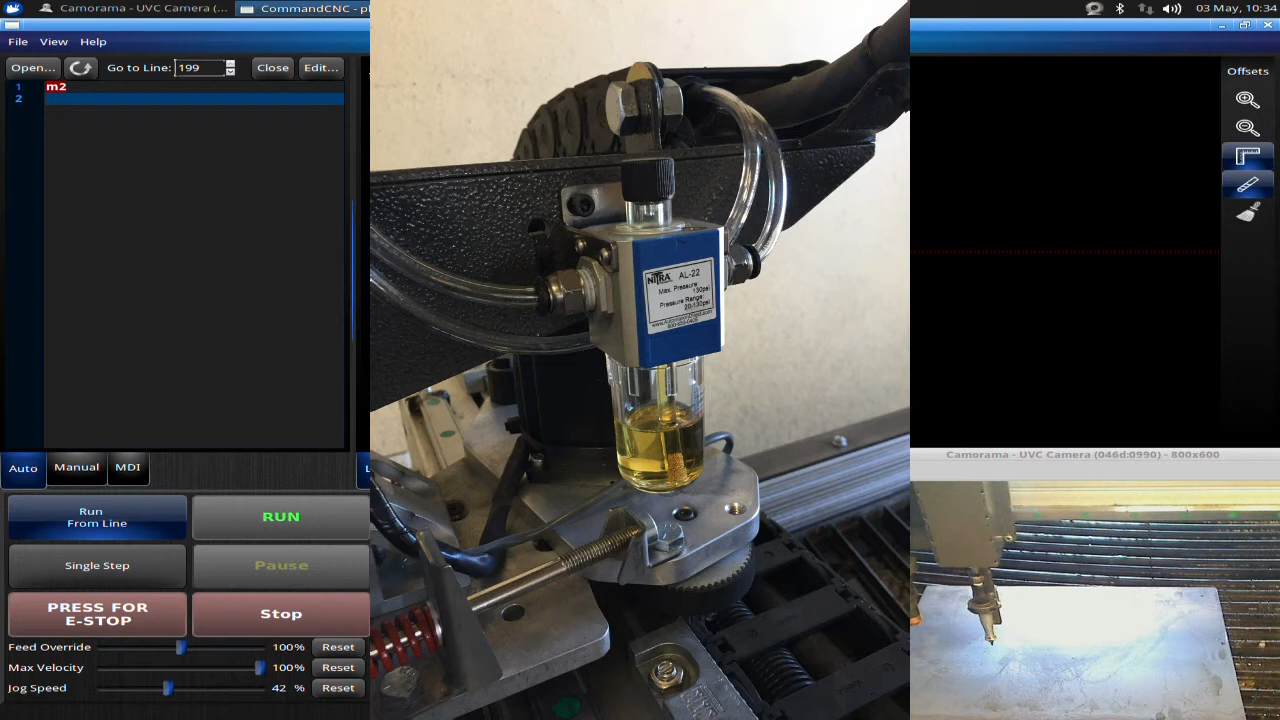 Camorama - UVC Camera (...
CommandCNC - pl
03 May, 10:34
File View Help
Open... Go to Line: 199 Close Edit...
1 m2
2
Auto Manual MDI
Run
From Line
RUN
Single Step
Pause
PRESS FOR
E-STOP
Stop
Feed Override 100% Reset
Max Velocity 100% Reset
Jog Speed 42 % Reset
NITRA AL-22
Max. Pressure:
130psi
Pressure Range:
20-130psi
www.AutomationDirect.com
Offsets
Camorama - UVC Camera (046d:0990) - 800x600